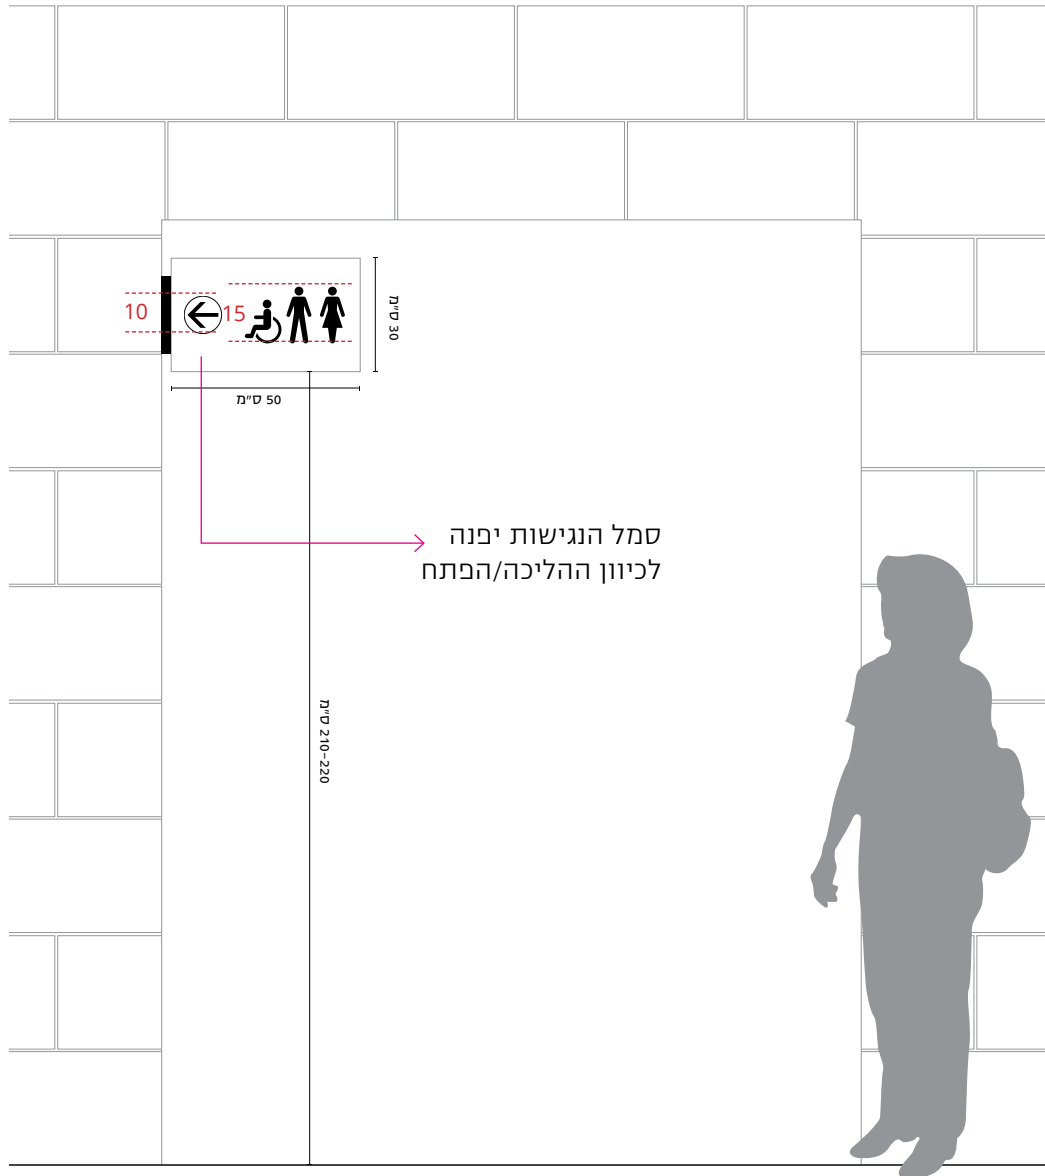 10
15
30 ס"מ
50 ס"מ
סמל הנגישות יפנה
לכיוון ההליכה/הפתח
210-220 ס"מ